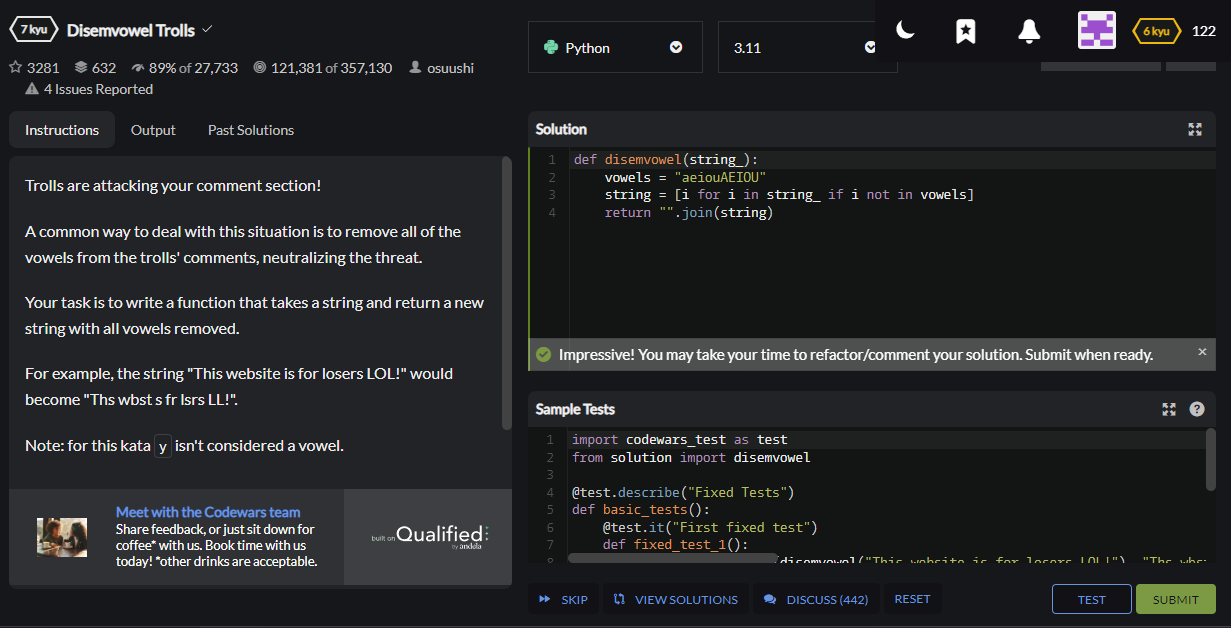 7 kyu Disemvowel Trolls
3281 632 89% of 27,733 121,381 of 357,130 osuushi
4 Issues Reported
Python
3.11
6 kyu
122
Instructions Output Past Solutions
Trolls are attacking your comment section!
A common way to deal with this situation is to remove all of the
vowels from the trolls' comments, neutralizing the threat.
Your task is to write a function that takes a string and return a new
string with all vowels removed.
For example, the string "This website is for losers LOL!" would
become "Ths wbst s fr lsrs LL!".
Note: for this kata y isn't considered a vowel.
Meet with the Codewars team
Share feedback, or just sit down for
coffee* with us. Book time with us
today! *other drinks are acceptable.
built on Qualified
by andela
Solution
1 def disemvowel(string_):
2 vowels = "aeiouAEIOU"
3 string = [i for i in string_ if i not in vowels]
4 return "".join(string)
Impressive! You may take your time to refactor/comment your solution. Submit when ready.
Sample Tests
1 import codewars_test as test
2 from solution import disemvowel
3
4 @test.describe("Fixed Tests")
5 def basic_tests():
6 @test.it("First fixed test")
7 def fixed_test_1():
8 (disemvowel("This website is for losers LOL!"), "Ths wbs
SKIP VIEW SOLUTIONS DISCUSS (442) RESET TEST SUBMIT